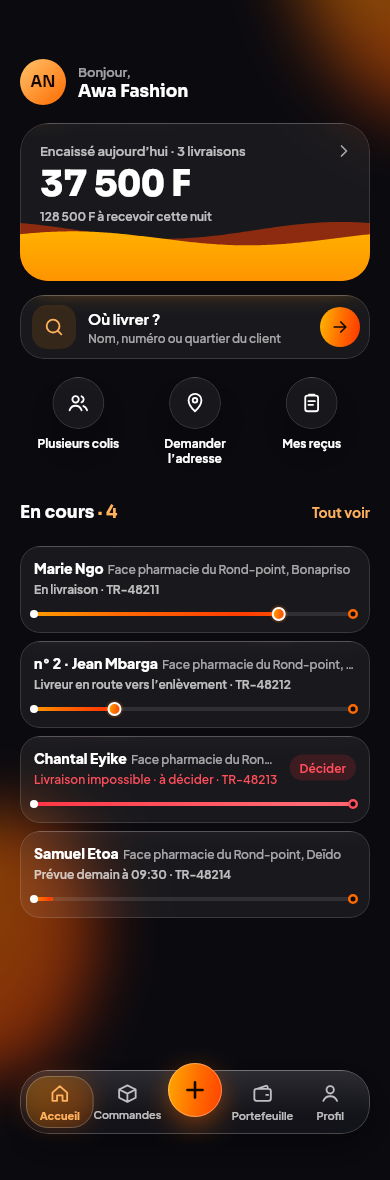 AN
Bonjour,
Awa Fashion
Encaissé aujourd’hui · 3 livraisons
37 500 F
128 500 F à recevoir cette nuit
Où livrer ?
Nom, numéro ou quartier du client
Plusieurs colis
Demander
l’adresse
Mes reçus
En cours · 4
Tout voir
Marie Ngo Face pharmacie du Rond-point, Bonapriso
En livraison · TR-48211
n° 2 · Jean Mbarga Face pharmacie du Rond-point, ...
Livreur en route vers l’enlèvement · TR-48212
Chantal Eyike Face pharmacie du Ron...
Livraison impossible · à décider · TR-48213
Décider
Samuel Etoa Face pharmacie du Rond-point, Deïdo
Prévue demain à 09:30 · TR-48214
Accueil
Commandes
Portefeuille
Profil